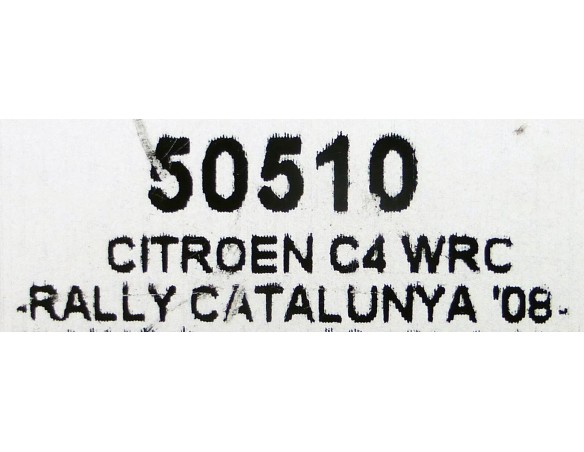 50510
CITROEN C4 WRC
-RALLY CATALUNYA '08-